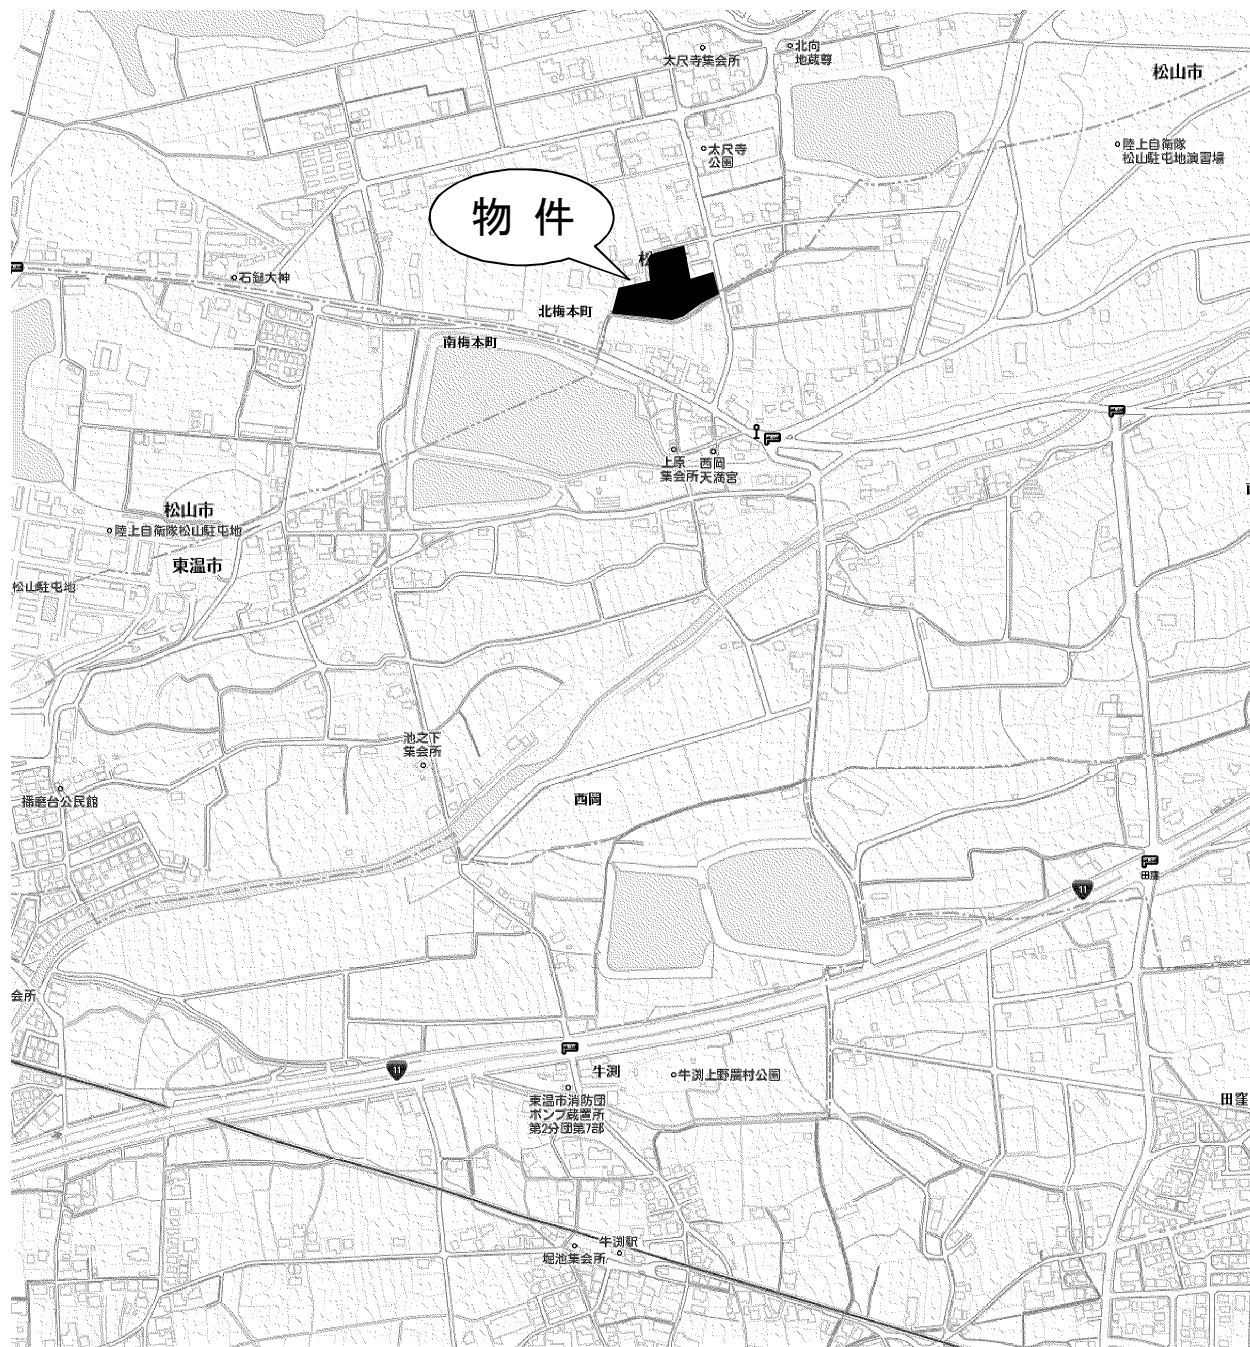 太尺寺集会所
北向
地蔵尊
松山市
陸上自衛隊
松山駐屯地演習場
太尺寺
公園
物件
松
石鎚大神
北梅本町
南梅本町
上原
集会所
西岡
天満宮
松山市
陸上自衛隊松山駐屯地
東温市
松山駐屯地
池之下
集会所
播磨台公民館
西岡
田窪
11
会所
11
牛渕
牛渕上野農村公園
東温市消防団
ポンプ蔵置所
第2分団第7部
田窪
牛渕駅
堀池集会所